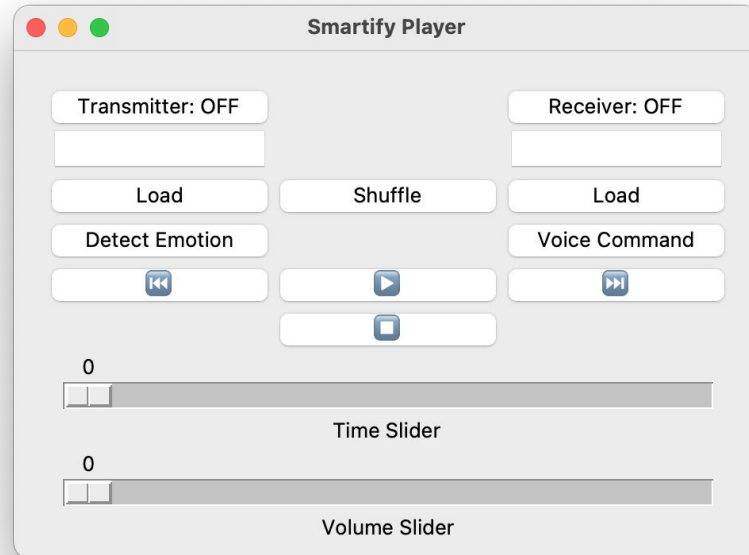 Smartify Player
Transmitter: OFF
Receiver: OFF
Load
Shuffle
Load
Detect Emotion
Voice Command
0
Time Slider
0
Volume Slider